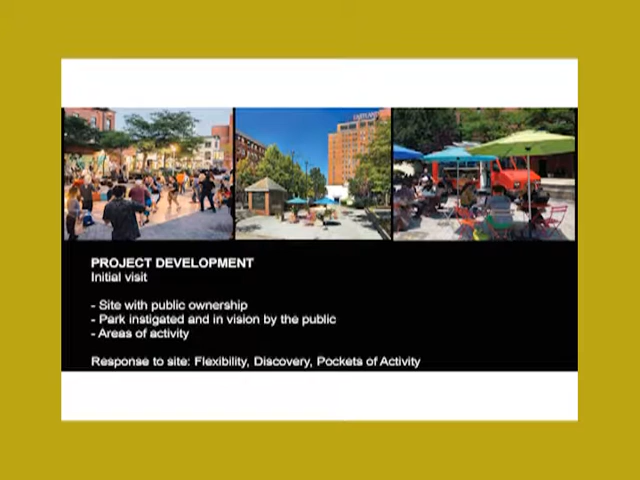 PROJECT DEVELOPMENT
Initial visit
- Site with public ownership
- Park instigated and in vision by the public
- Areas of activity
Response to site: Flexibility, Discovery, Pockets of Activity